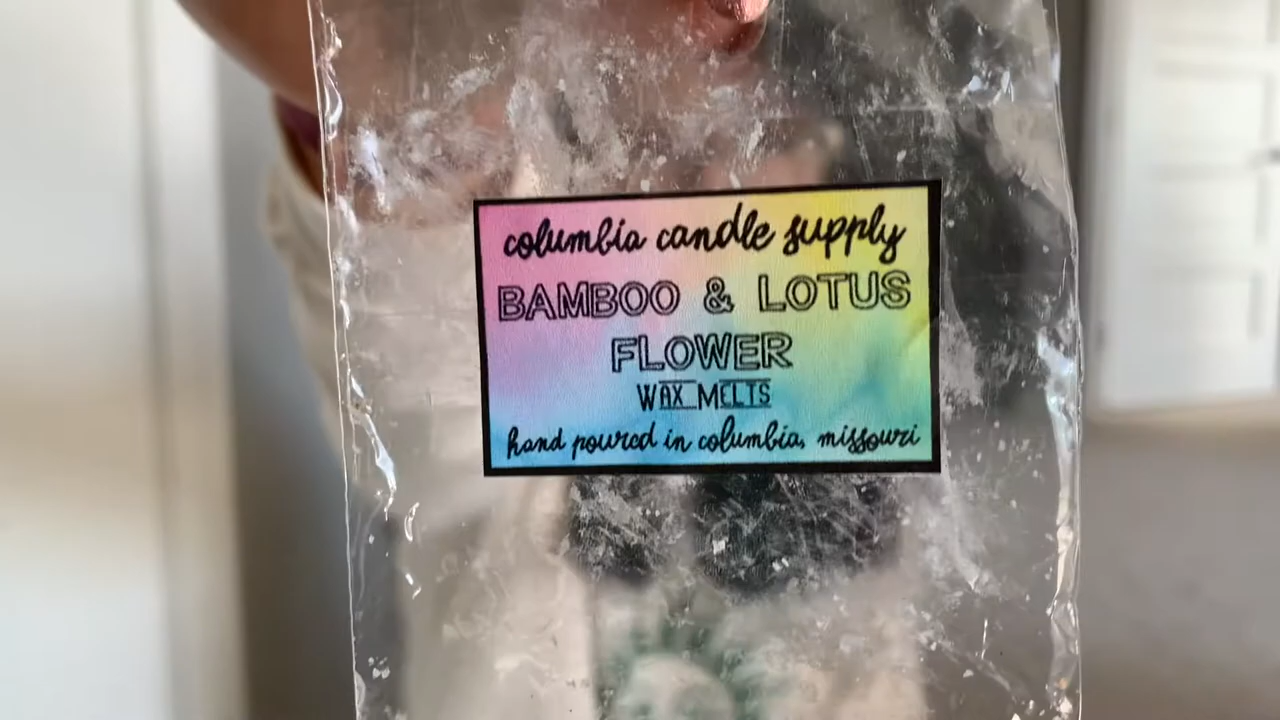 columbia candle supply
BAMBOO & LOTUS
FLOWER
WAX MELTS
hand poured in columbia, missouri